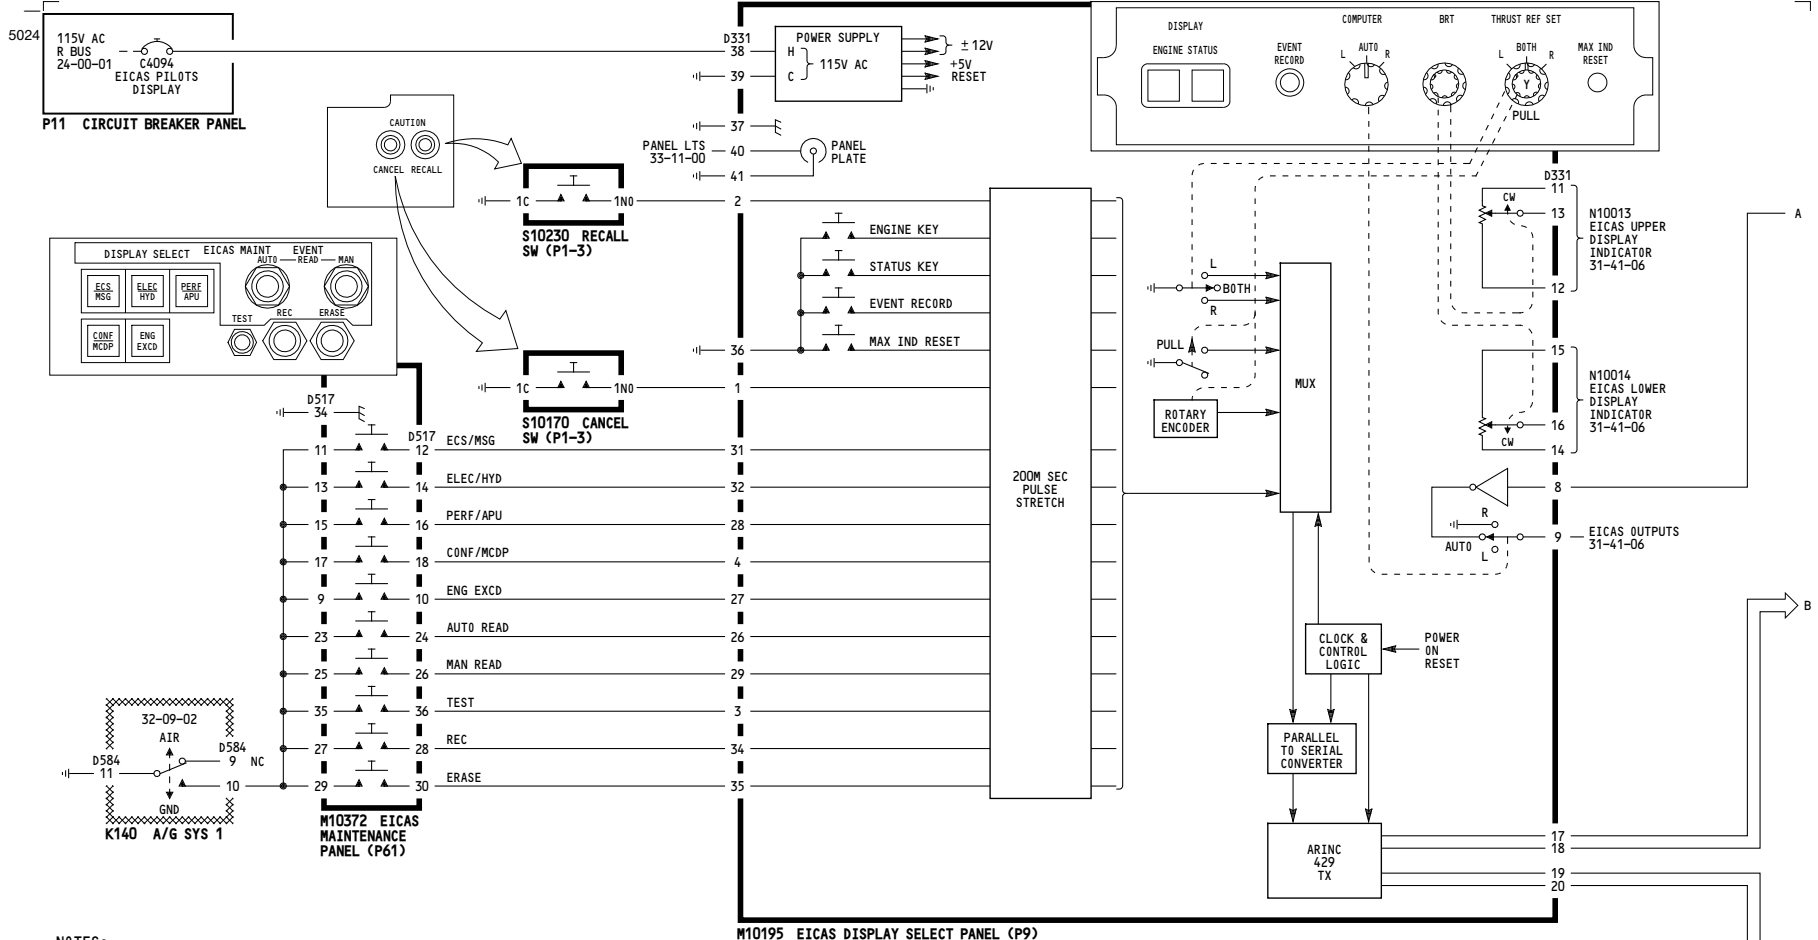 5024
115V AC
R BUS
24-00-01
C4094
EICAS PILOTS
DISPLAY
P11 CIRCUIT BREAKER PANEL
CAUTION
CANCEL RECALL
1C
1NO
S10230 RECALL
SW (P1-3)
1C
1NO
S10170 CANCEL
SW (P1-3)
DISPLAY SELECT
EICAS MAINT
EVENT
AUTO READ MAN
ECS
MSG
ELEC
HYD
PERF
APU
CONF
MCDP
ENG
EXCD
TEST
REC
ERASE
D517
34
D517
11 12 ECS/MSG 31
13 14 ELEC/HYD 32
15 16 PERF/APU 28
17 18 CONF/MCDP 4
9 10 ENG EXCD 27
23 24 AUTO READ 26
25 26 MAN READ 29
35 36 TEST 3
27 28 REC 34
29 30 ERASE 35
M10372 EICAS
MAINTENANCE
PANEL (P61)
32-09-02
AIR
D584
11
D584
9 NC
10
GND
K140 A/G SYS 1
D331
38
39
37
PANEL LTS
33-11-00
40
41
2
36
1
POWER SUPPLY
H
C
115V AC
± 12V
+5V
RESET
PANEL
PLATE
ENGINE KEY
STATUS KEY
EVENT RECORD
MAX IND RESET
200M SEC
PULSE
STRETCH
DISPLAY
ENGINE STATUS
EVENT
RECORD
COMPUTER
L AUTO R
BRT
THRUST REF SET
L BOTH R
Y
PULL
MAX IND
RESET
L
BOTH
R
PULL
ROTARY
ENCODER
MUX
CLOCK &
CONTROL
LOGIC
POWER
ON
RESET
PARALLEL
TO SERIAL
CONVERTER
ARINC
429
TX
D331
11
CW
13
12
N10013
EICAS UPPER
DISPLAY
INDICATOR
31-41-06
15
16
CW
14
N10014
EICAS LOWER
DISPLAY
INDICATOR
31-41-06
8
R
AUTO
L
9
EICAS OUTPUTS
31-41-06
A
B
17
18
19
20
M10195 EICAS DISPLAY SELECT PANEL (P9)